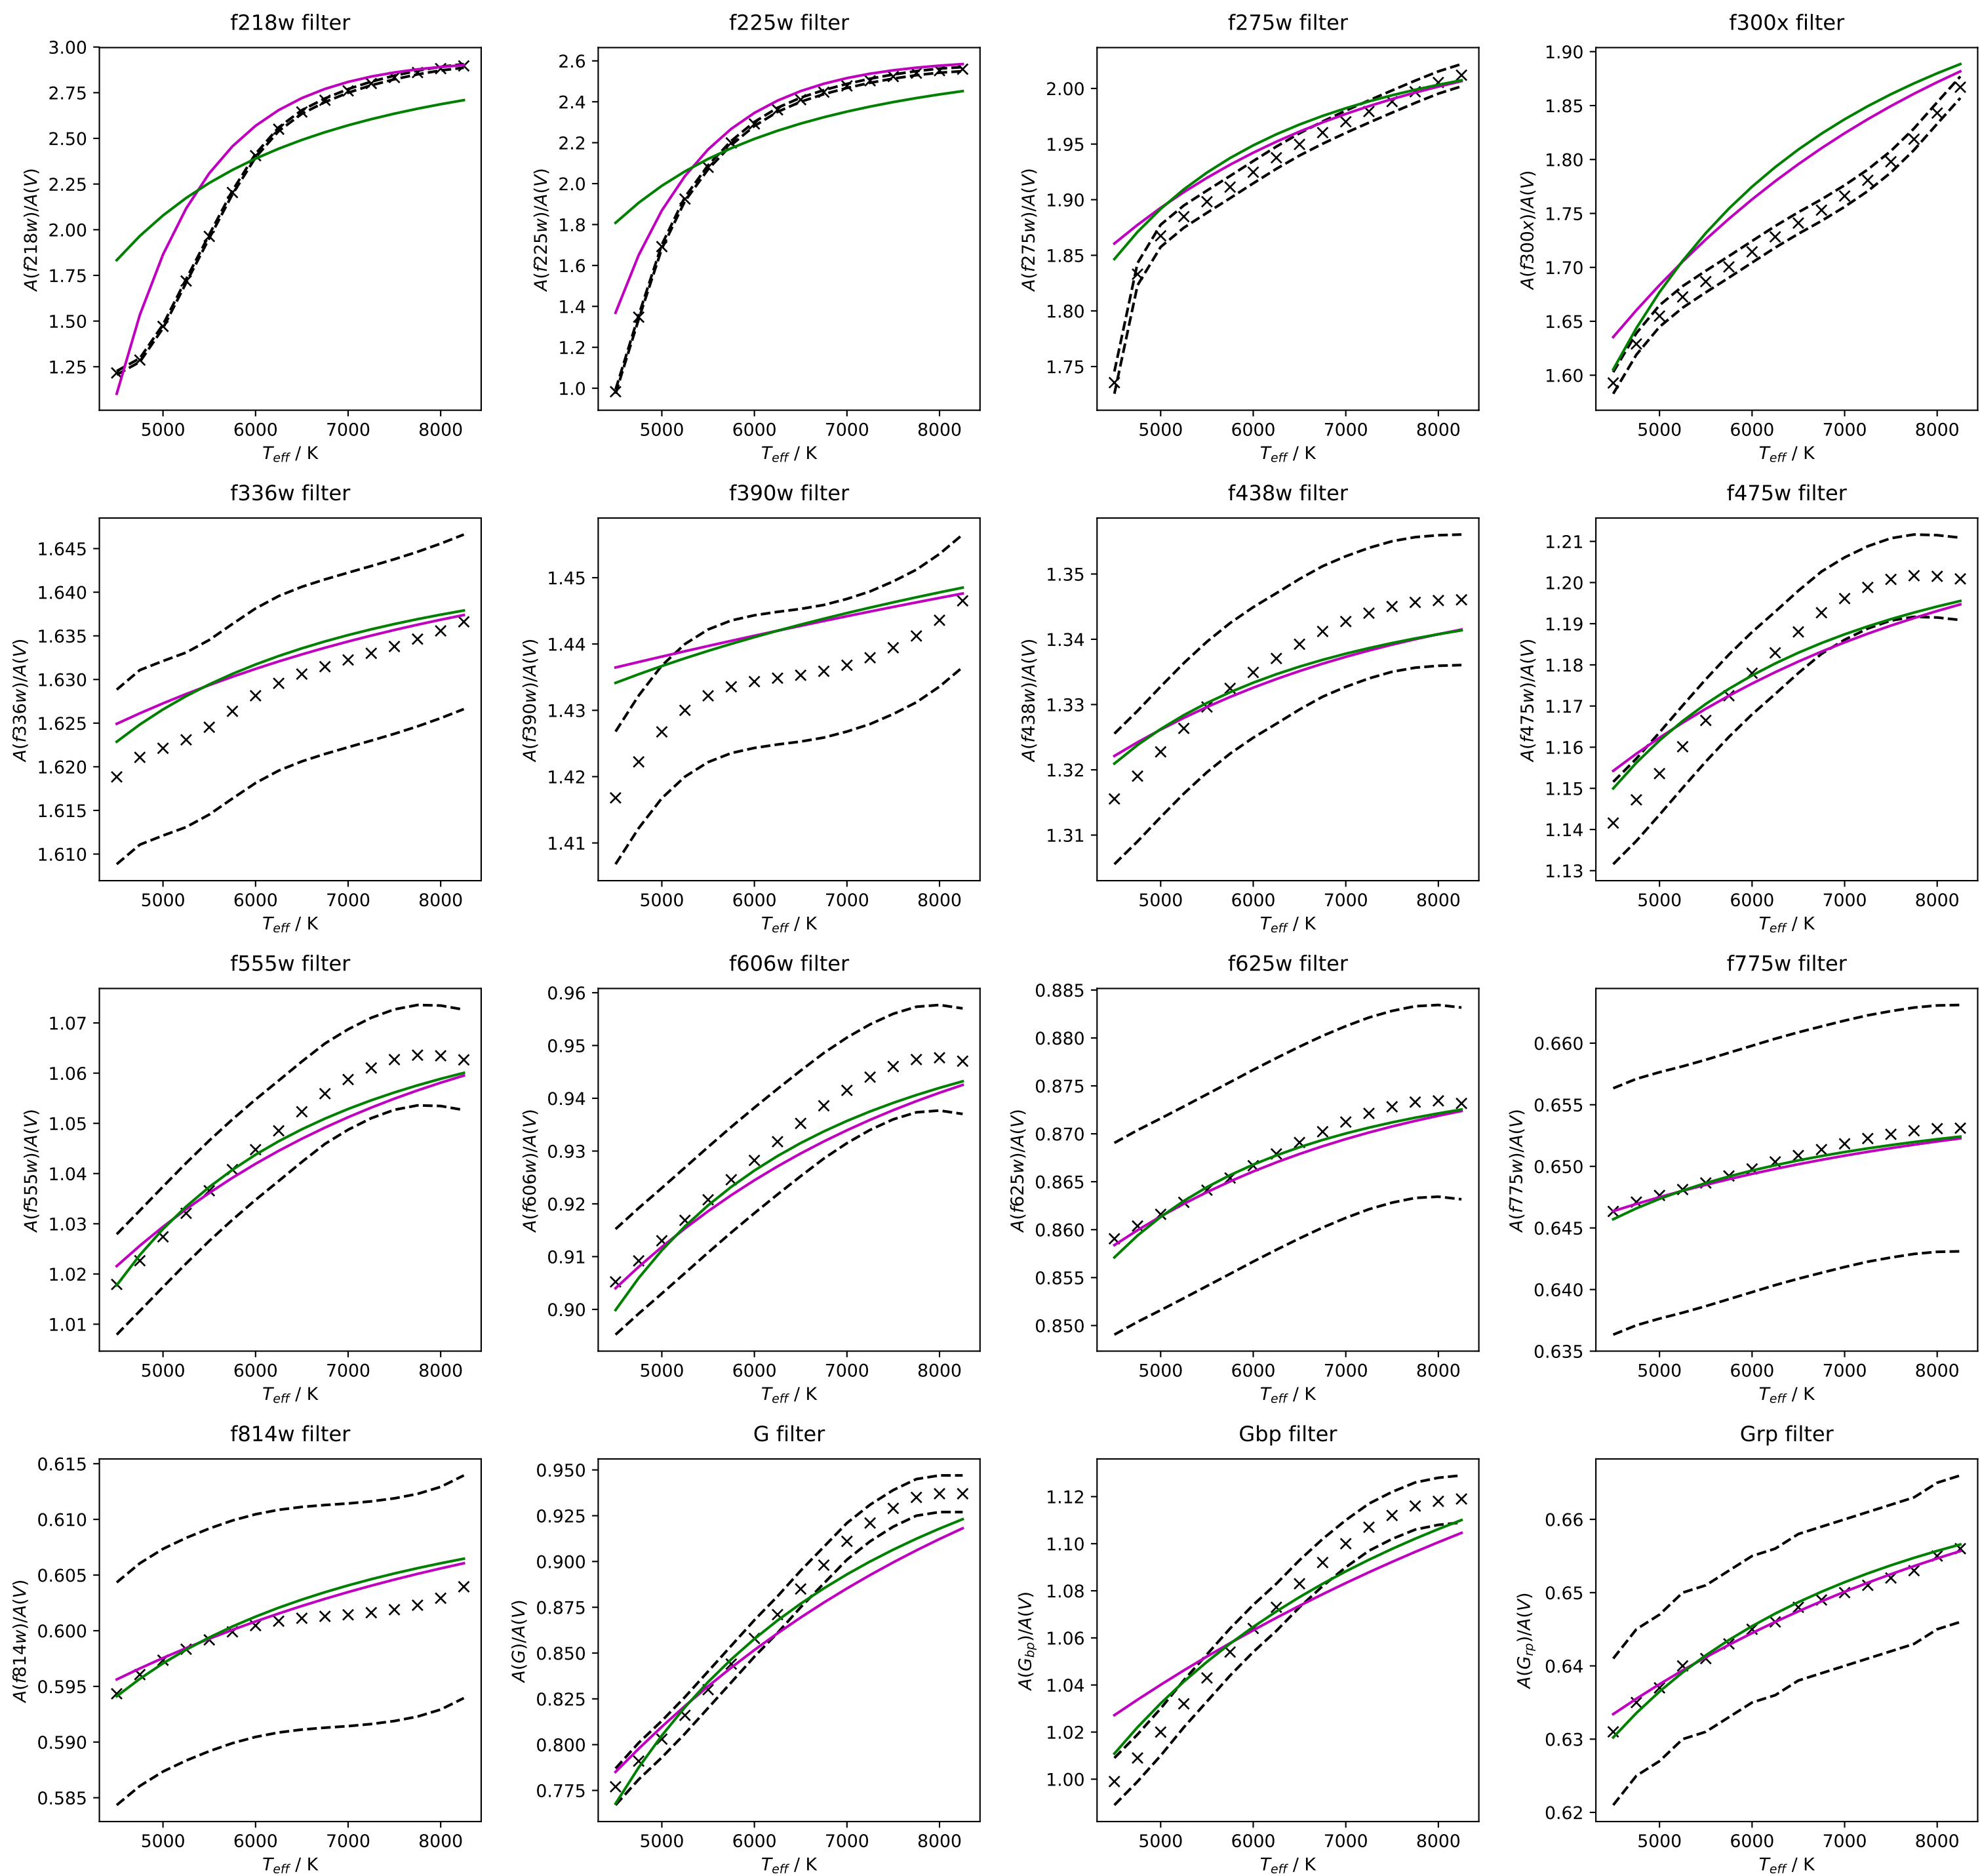 f218w filter
f225w filter
f275w filter
f300x filter
A(f218w)/A(V)
3.00
2.75
2.50
2.25
2.00
1.75
1.50
1.25
5000 6000 7000 8000
T_eff / K
A(f225w)/A(V)
2.6
2.4
2.2
2.0
1.8
1.6
1.4
1.2
1.0
5000 6000 7000 8000
T_eff / K
A(f275w)/A(V)
2.00
1.95
1.90
1.85
1.80
1.75
5000 6000 7000 8000
T_eff / K
A(f300x)/A(V)
1.90
1.85
1.80
1.75
1.70
1.65
1.60
5000 6000 7000 8000
T_eff / K
f336w filter
f390w filter
f438w filter
f475w filter
A(f336w)/A(V)
1.645
1.640
1.635
1.630
1.625
1.620
1.615
1.610
5000 6000 7000 8000
T_eff / K
A(f390w)/A(V)
1.45
1.44
1.43
1.42
1.41
5000 6000 7000 8000
T_eff / K
A(f438w)/A(V)
1.35
1.34
1.33
1.32
1.31
5000 6000 7000 8000
T_eff / K
A(f475w)/A(V)
1.21
1.20
1.19
1.18
1.17
1.16
1.15
1.14
1.13
5000 6000 7000 8000
T_eff / K
f555w filter
f606w filter
f625w filter
f775w filter
A(f555w)/A(V)
1.07
1.06
1.05
1.04
1.03
1.02
1.01
5000 6000 7000 8000
T_eff / K
A(f606w)/A(V)
0.96
0.95
0.94
0.93
0.92
0.91
0.90
5000 6000 7000 8000
T_eff / K
A(f625w)/A(V)
0.885
0.880
0.875
0.870
0.865
0.860
0.855
0.850
5000 6000 7000 8000
T_eff / K
A(f775w)/A(V)
0.660
0.655
0.650
0.645
0.640
0.635
5000 6000 7000 8000
T_eff / K
f814w filter
G filter
Gbp filter
Grp filter
A(f814w)/A(V)
0.615
0.610
0.605
0.600
0.595
0.590
0.585
5000 6000 7000 8000
T_eff / K
A(G)/A(V)
0.950
0.925
0.900
0.875
0.850
0.825
0.800
0.775
5000 6000 7000 8000
T_eff / K
A(G_bp)/A(V)
1.12
1.10
1.08
1.06
1.04
1.02
1.00
5000 6000 7000 8000
T_eff / K
A(G_rp)/A(V)
0.66
0.65
0.64
0.63
0.62
5000 6000 7000 8000
T_eff / K